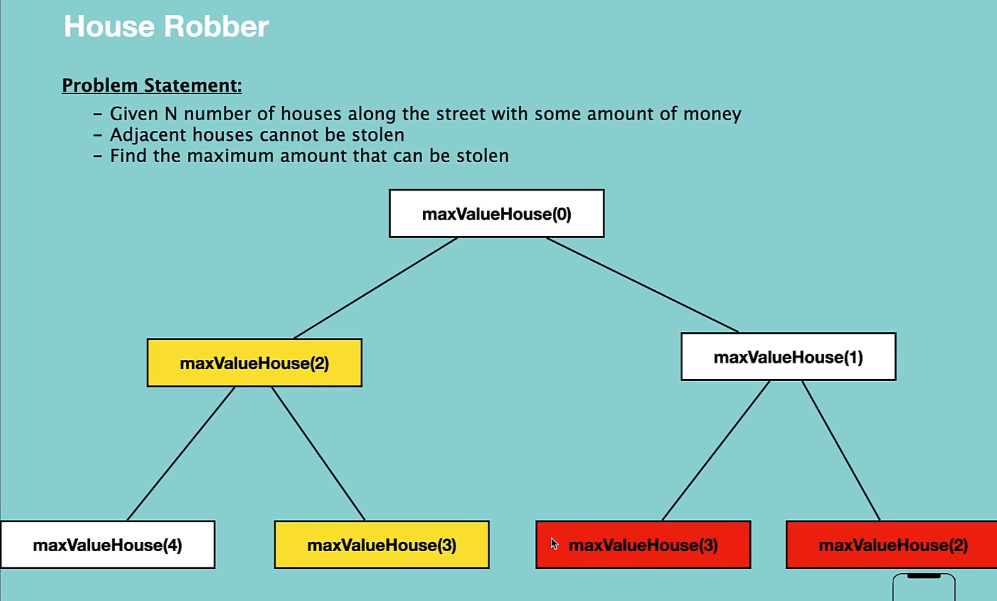 House Robber
Problem Statement:
– Given N number of houses along the street with some amount of money
– Adjacent houses cannot be stolen
– Find the maximum amount that can be stolen
maxValueHouse(0)
maxValueHouse(2)
maxValueHouse(1)
maxValueHouse(4)
maxValueHouse(3)
maxValueHouse(3)
maxValueHouse(2)